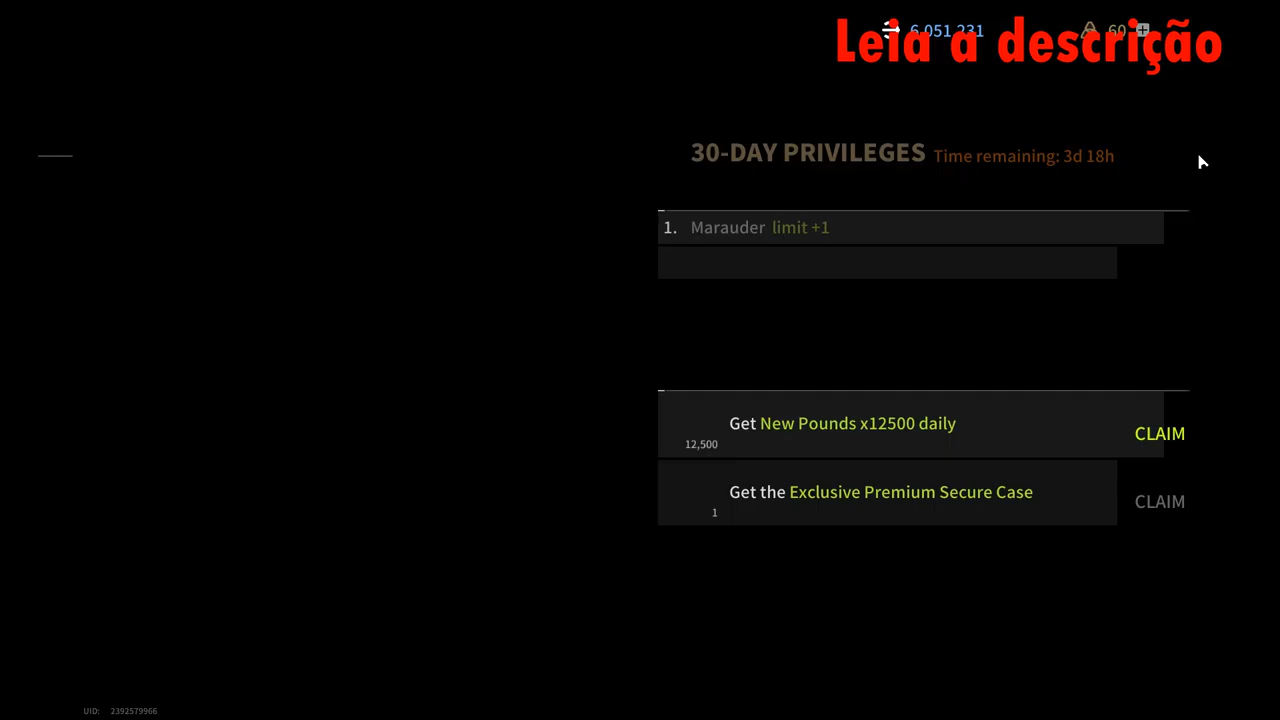 6,051,231
60
Leia a descrição
30-DAY PRIVILEGES Time remaining: 3d 18h
1. Marauder limit +1
Get New Pounds x12500 daily
12,500
CLAIM
Get the Exclusive Premium Secure Case
1
CLAIM
UID: 2392579966